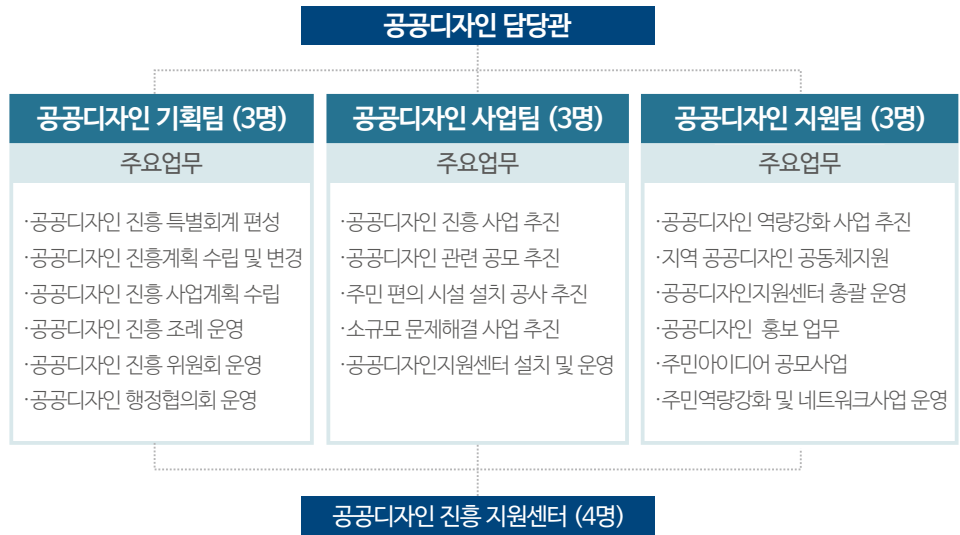 공공디자인 담당관
공공디자인 기획팀 (3명)
주요업무
·공공디자인 진흥 특별회계 편성
·공공디자인 진흥계획 수립 및 변경
·공공디자인 진흥 사업계획 수립
·공공디자인 진흥 조례 운영
·공공디자인 진흥 위원회 운영
·공공디자인 행정협의회 운영
공공디자인 사업팀 (3명)
주요업무
·공공디자인 진흥 사업 추진
·공공디자인 관련 공모 추진
·주민 편의 시설 설치 공사 추진
·소규모 문제해결 사업 추진
·공공디자인지원센터 설치 및 운영
공공디자인 지원팀 (3명)
주요업무
·공공디자인 역량강화 사업 추진
·지역 공공디자인 공동체지원
·공공디자인지원센터 총괄 운영
·공공디자인  홍보 업무
·주민아이디어 공모사업
·주민역량강화 및 네트워크사업 운영
공공디자인 진흥 지원센터 (4명)